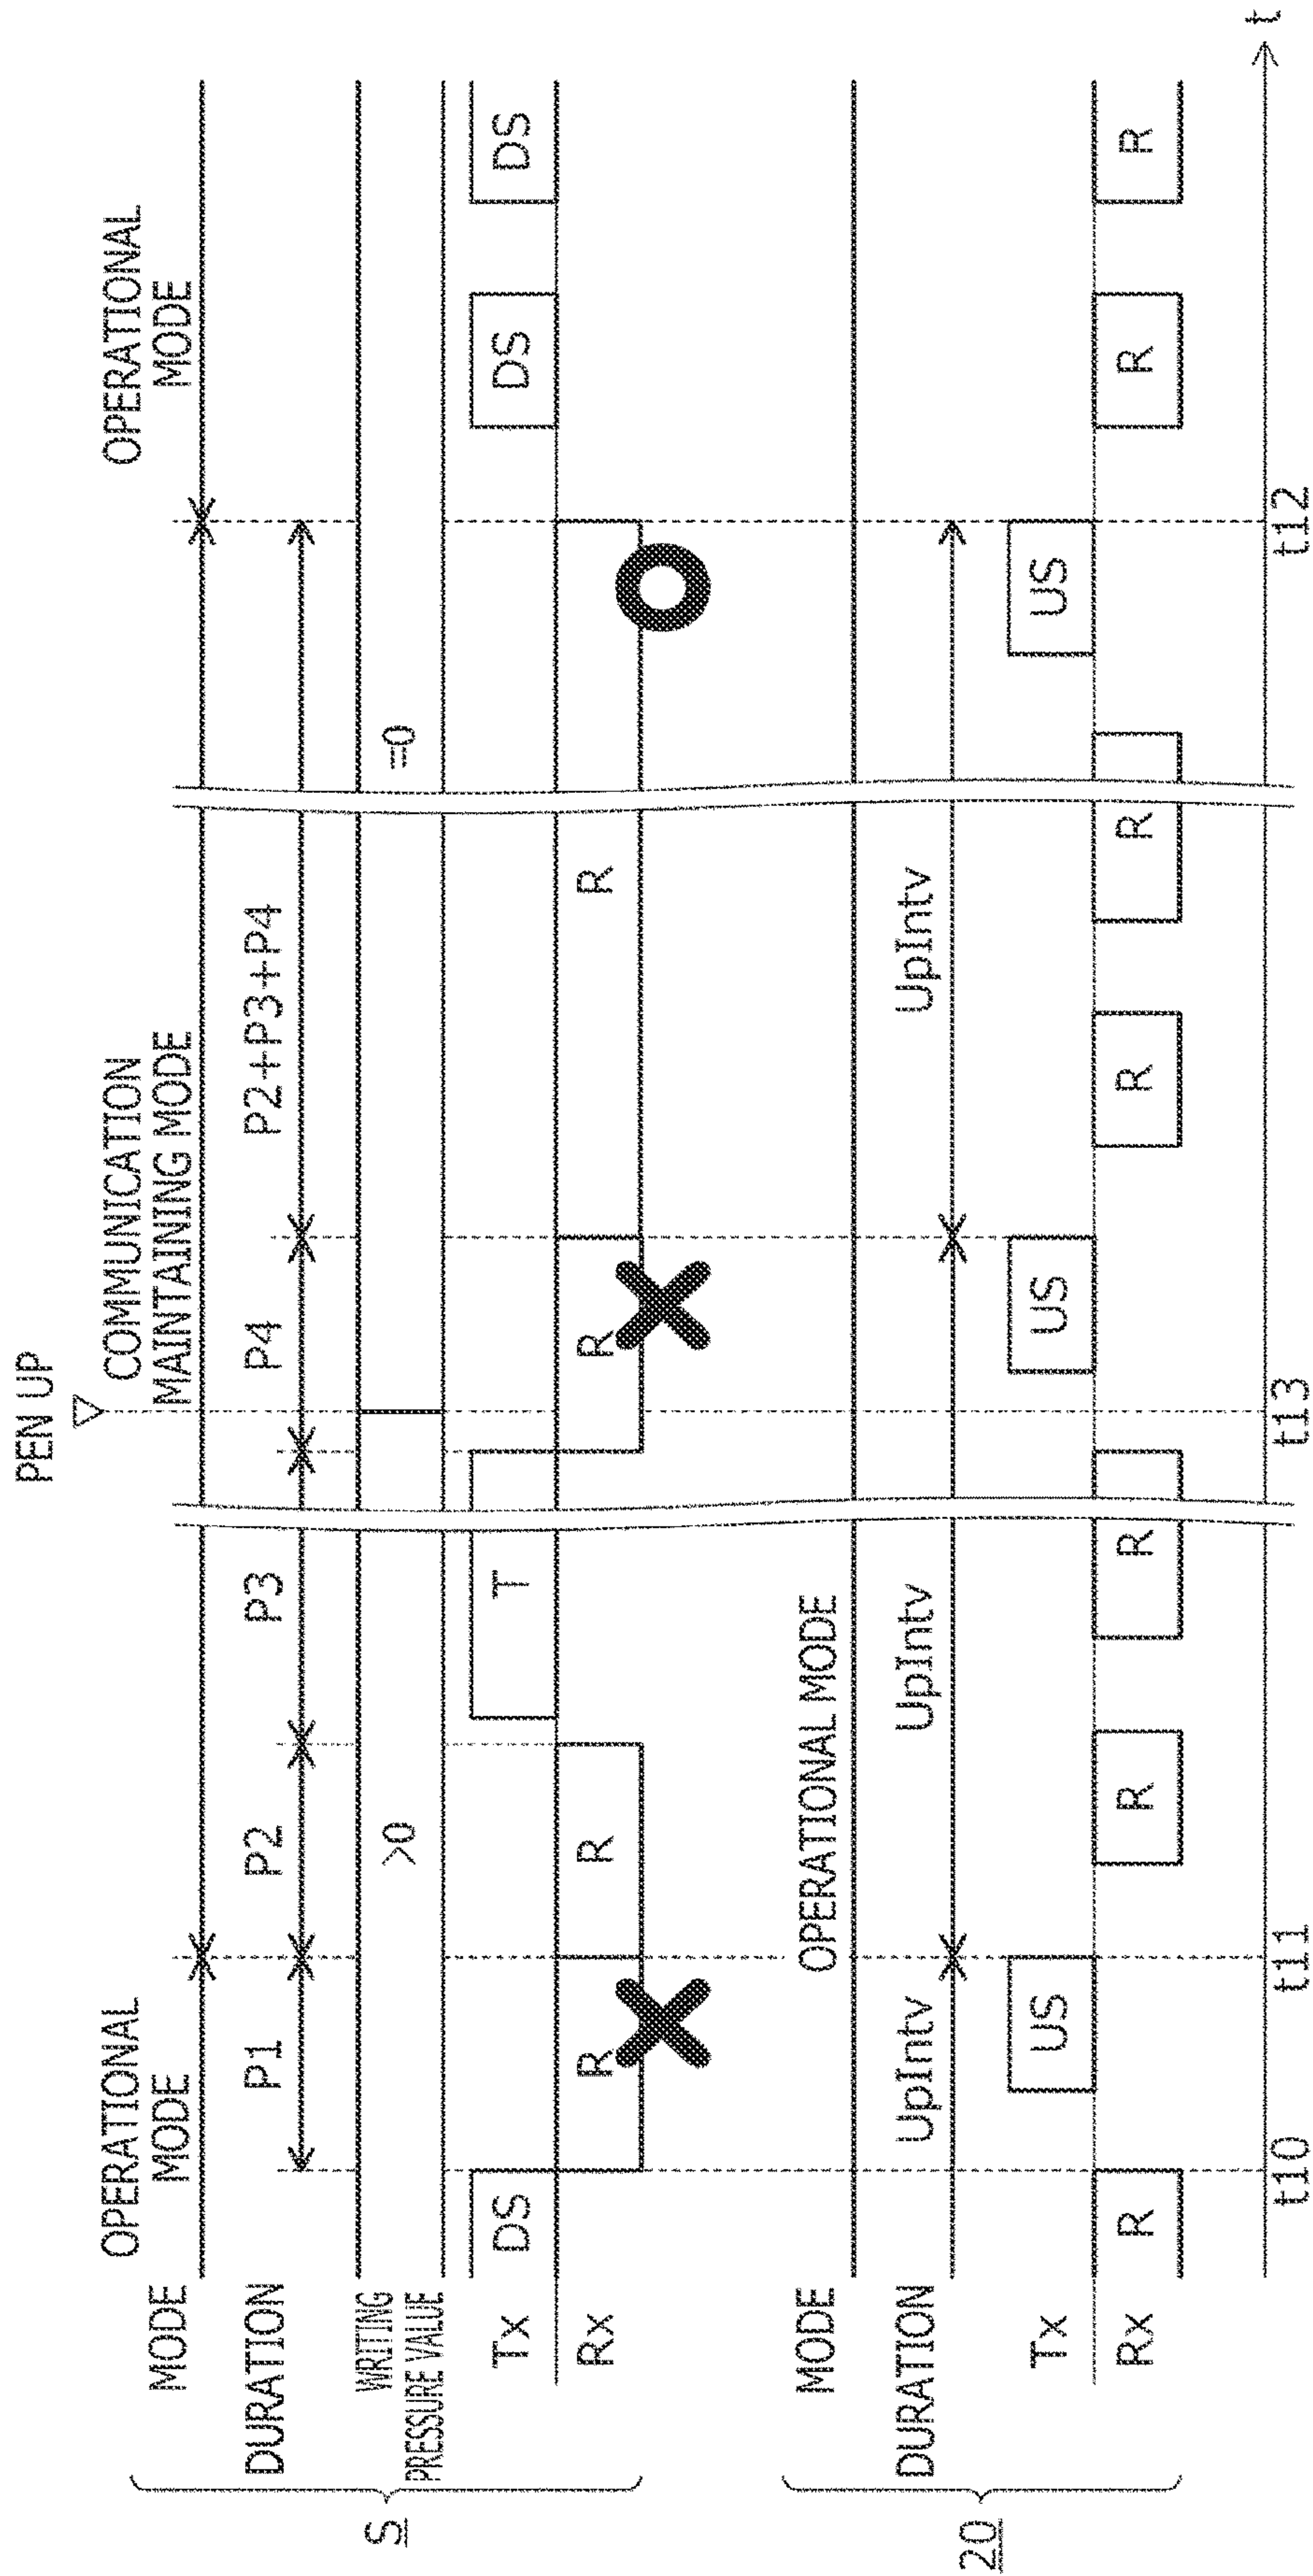 PEN UP
OPERATIONAL
MODE
COMMUNICATION
MAINTAINING MODE
OPERATIONAL
MODE
MODE
DURATION P1 P2 P3 P4 P2+P3+P4
WRITING
PRESSURE VALUE
>0 =0
Tx DS T DS DS
Rx R R R R
S
OPERATIONAL MODE
MODE
DURATION UpIntv UpIntv UpIntv
Tx US US US
Rx R R R R R R R
20
t10 t11 t13 t12 t